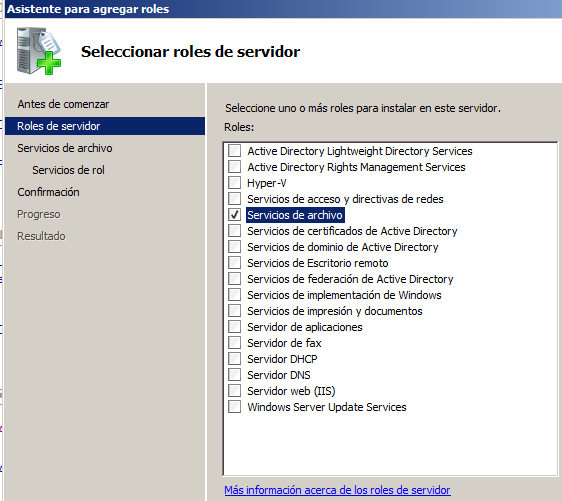 Asistente para agregar roles
Seleccionar roles de servidor
Antes de comenzar
Roles de servidor
Servicios de archivo
Servicios de rol
Confirmación
Progreso
Resultado
Seleccione uno o más roles para instalar en este servidor.
Roles:
Active Directory Lightweight Directory Services
Active Directory Rights Management Services
Hyper-V
Servicios de acceso y directivas de redes
Servicios de archivo
Servicios de certificados de Active Directory
Servicios de dominio de Active Directory
Servicios de Escritorio remoto
Servicios de federación de Active Directory
Servicios de implementación de Windows
Servicios de impresión y documentos
Servidor de aplicaciones
Servidor de fax
Servidor DHCP
Servidor DNS
Servidor web (IIS)
Windows Server Update Services
Más información acerca de los roles de servidor